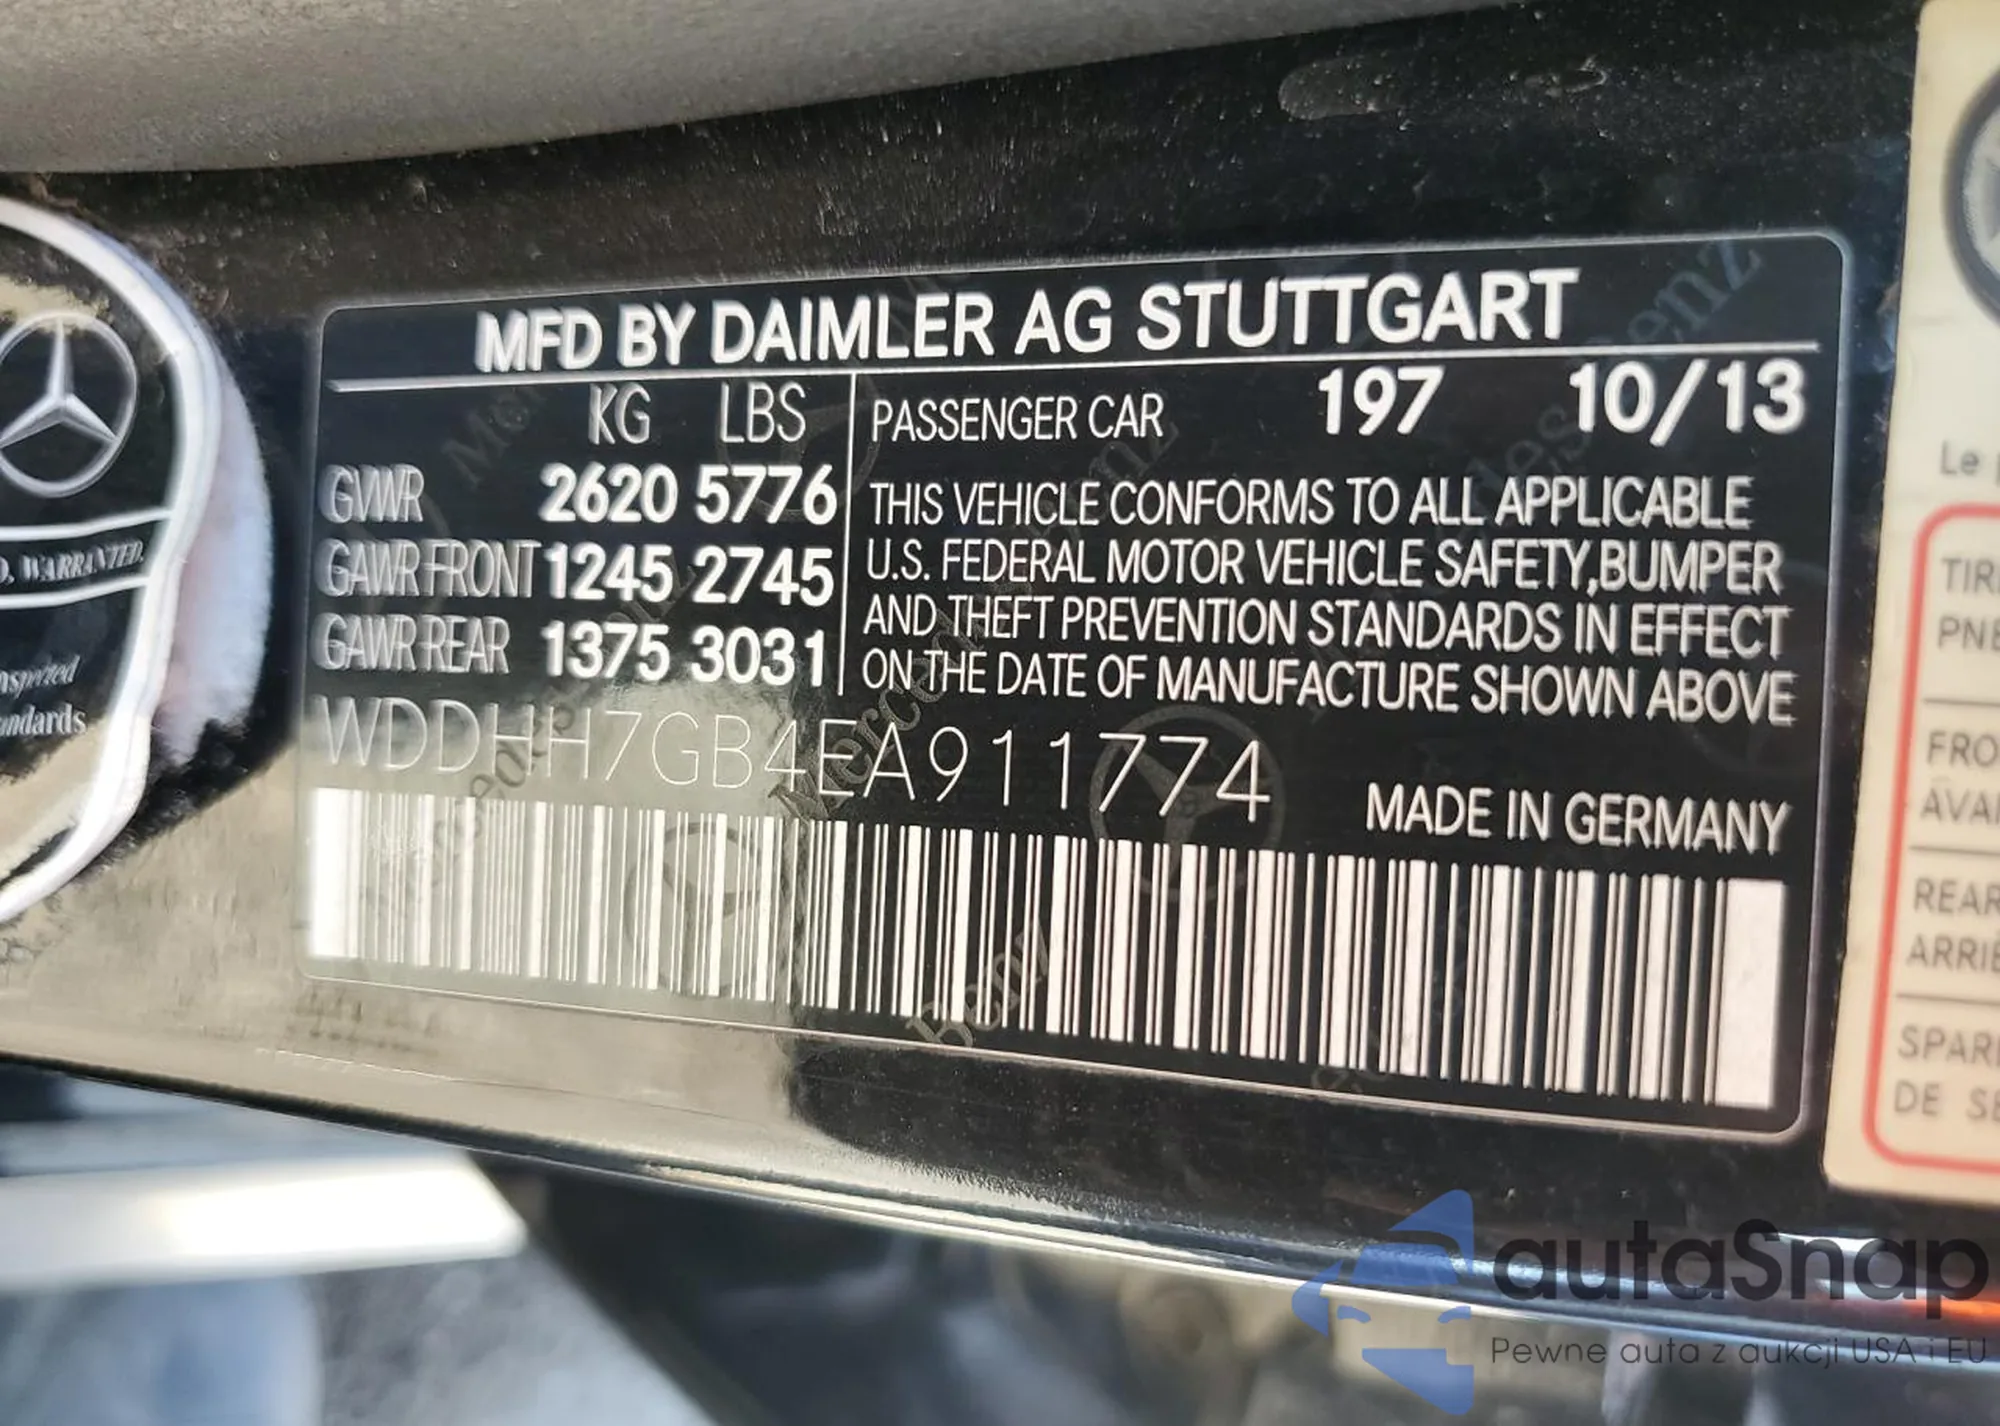 MFD BY DAIMLER AG STUTTGART
KG LBS
GVWR 2620 5776
GAWR FRONT 1245 2745
GAWR REAR 1375 3031
PASSENGER CAR 197 10/13
THIS VEHICLE CONFORMS TO ALL APPLICABLE
U.S. FEDERAL MOTOR VEHICLE SAFETY,BUMPER
AND THEFT PREVENTION STANDARDS IN EFFECT
ON THE DATE OF MANUFACTURE SHOWN ABOVE
WDDHH7GB4EA911774
MADE IN GERMANY
WARRANTED.
Le
DE
autaSnap
Pewne auta z aukcji USA i EU